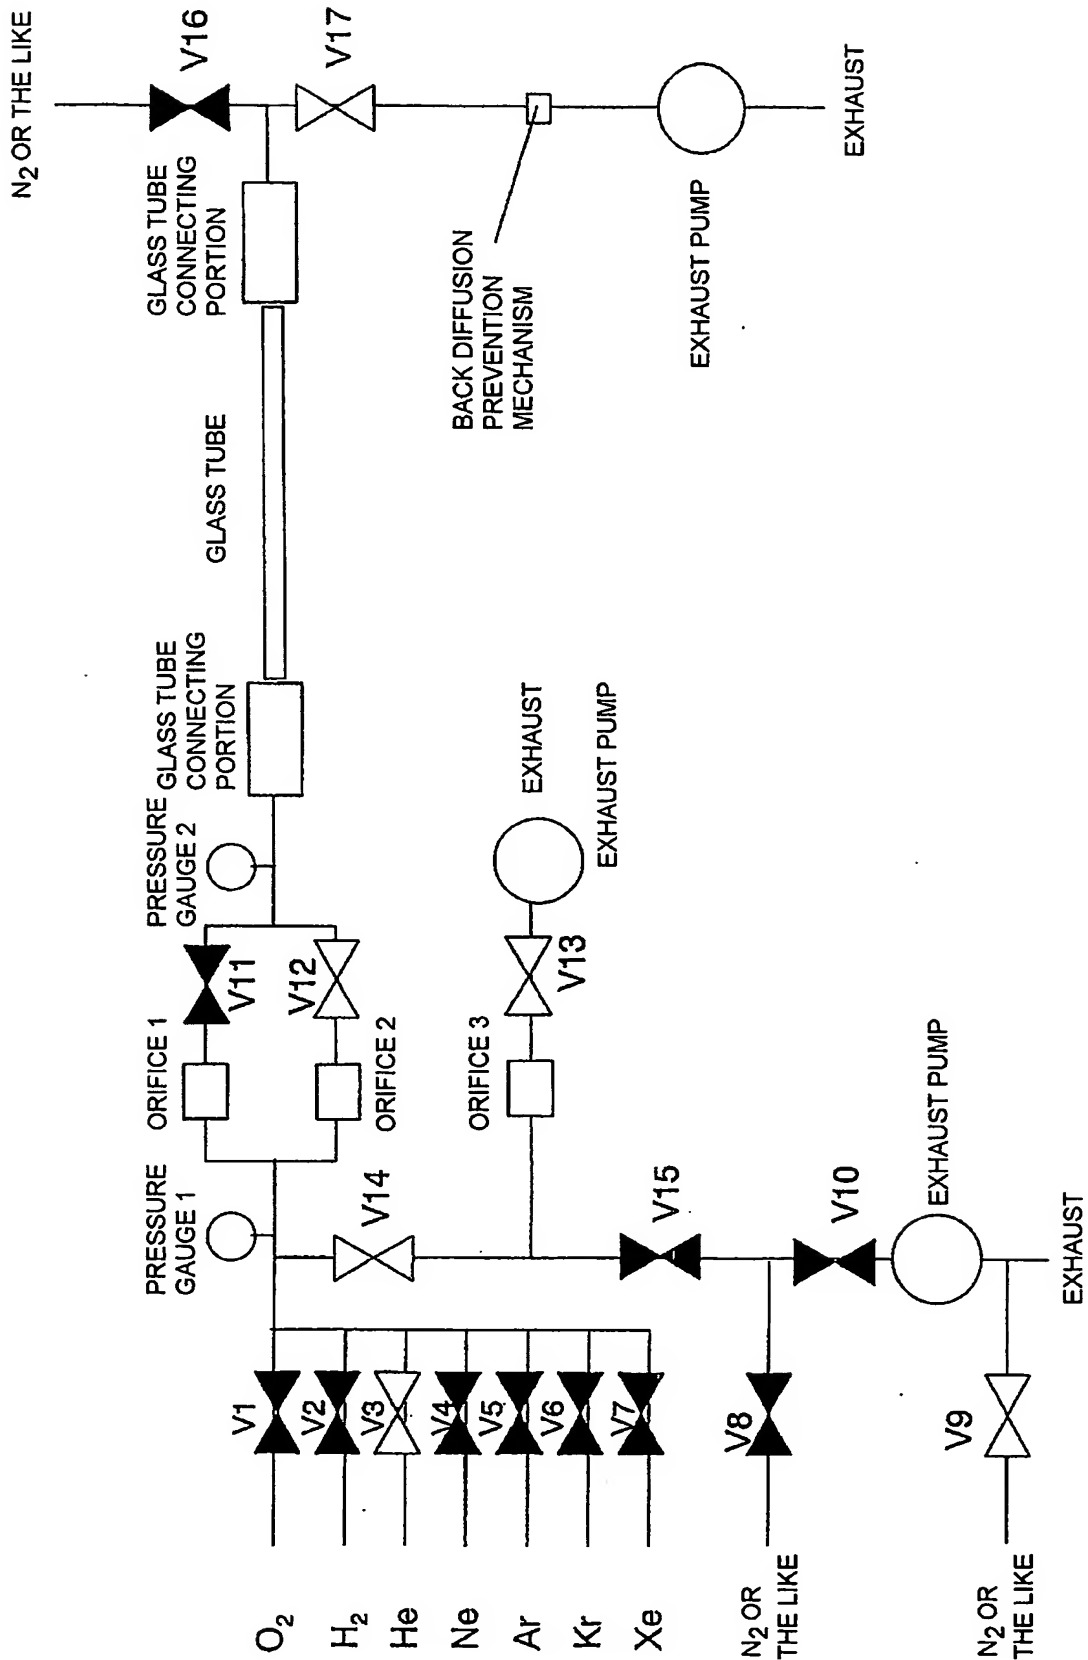 N2 OR THE LIKE
V16
V17
GLASS TUBE
CONNECTING
PORTION
BACK DIFFUSION
PREVENTION
MECHANISM
EXHAUST PUMP
EXHAUST
GLASS TUBE
GLASS TUBE
CONNECTING
PORTION
PRESSURE
GAUGE 2
V11
V12
ORIFICE 1
ORIFICE 2
EXHAUST
EXHAUST PUMP
V13
ORIFICE 3
PRESSURE
GAUGE 1
V14
V15
V10
EXHAUST PUMP
EXHAUST
V1
V2
V3
V4
V5
V6
V7
V8
V9
O2
H2
He
Ne
Ar
Kr
Xe
N2 OR
THE LIKE
N2 OR
THE LIKE